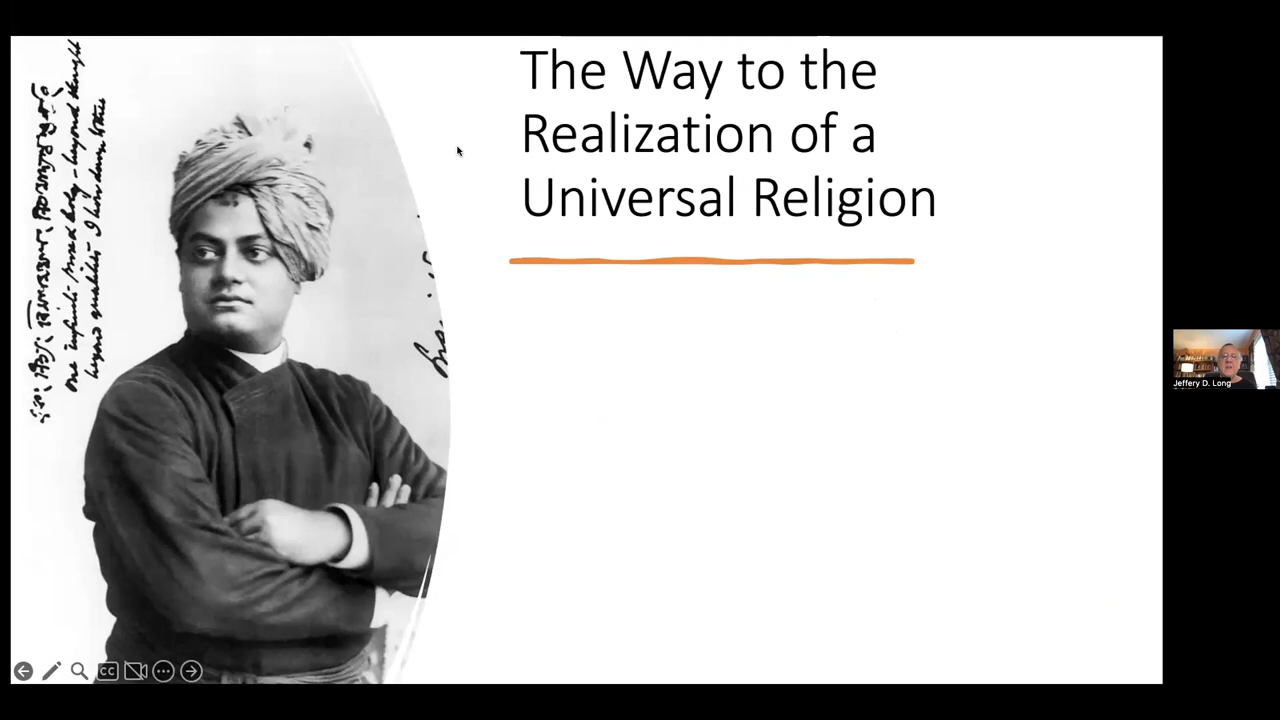 The Way to the
Realization of a
Universal Religion
one infinite pure & holy – beyond thought
beyond qualities I bow down to thee
Jeffery D. Long
CC